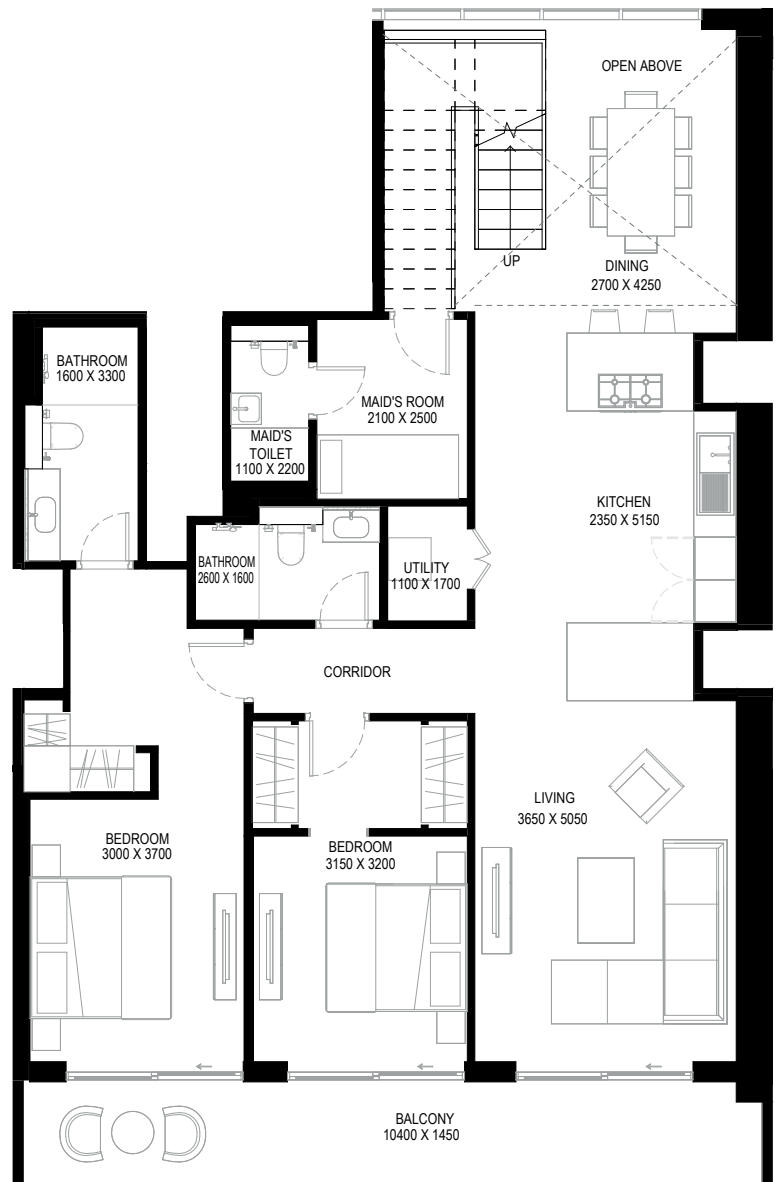 OPEN ABOVE
UP
DINING
2700 X 4250
BATHROOM
1600 X 3300
MAID'S ROOM
2100 X 2500
MAID'S
TOILET
1100 X 2200
KITCHEN
2350 X 5150
BATHROOM
2600 X 1600
UTILITY
1100 X 1700
CORRIDOR
LIVING
3650 X 5050
BEDROOM
3000 X 3700
BEDROOM
3150 X 3200
BALCONY
10400 X 1450